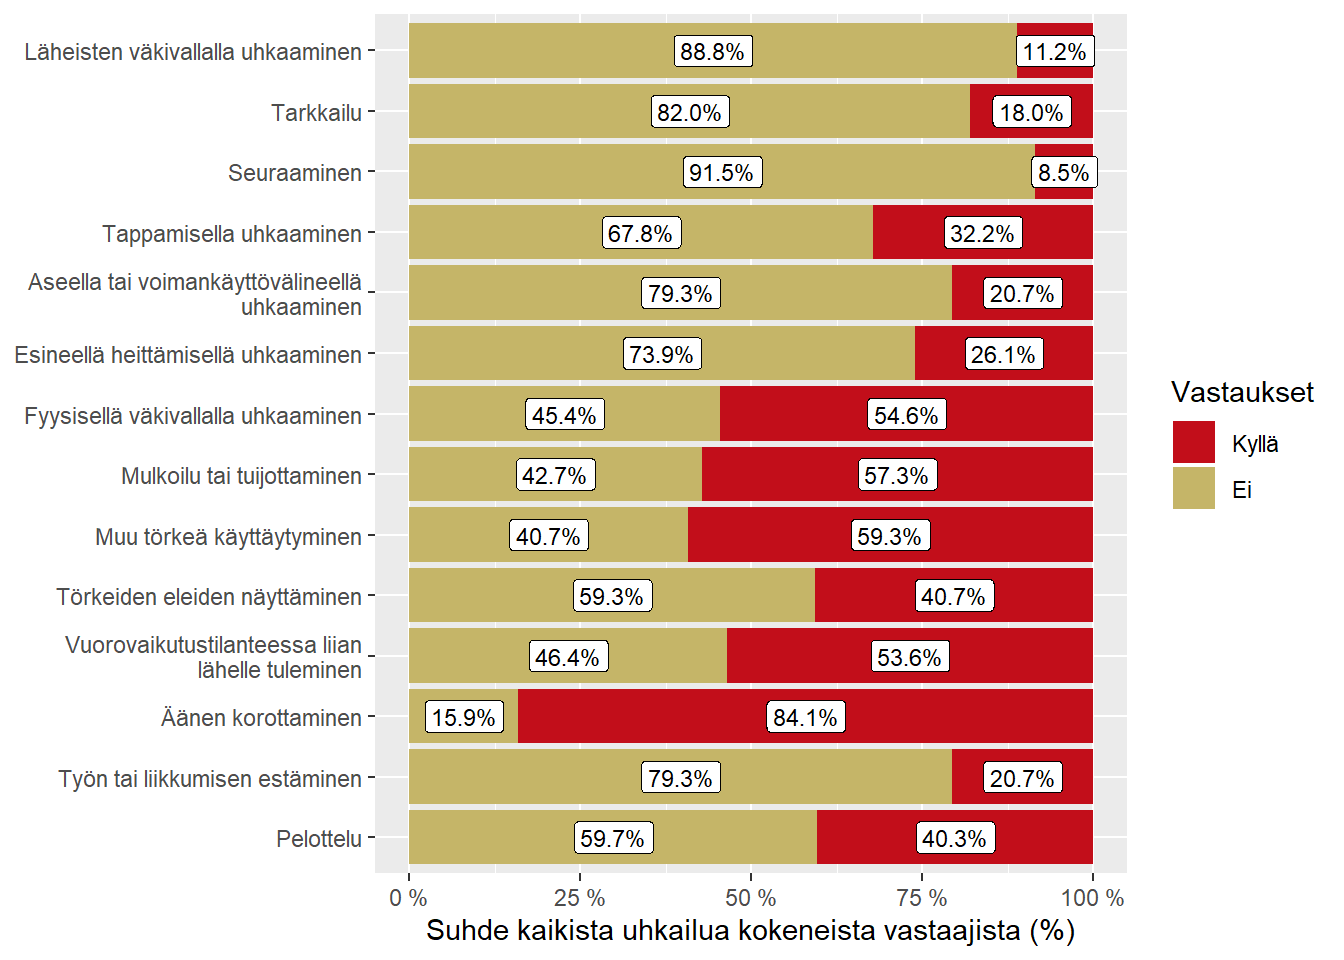 Läheisten väkivallalla uhkaaminen
88.8%
11.2%
Tarkkailu
82.0%
18.0%
Seuraaminen
91.5%
8.5%
Tappamisella uhkaaminen
67.8%
32.2%
Aseella tai voimankäyttövälineellä
uhkaaminen
79.3%
20.7%
Esineellä heittämisellä uhkaaminen
73.9%
26.1%
Fyysisellä väkivallalla uhkaaminen
45.4%
54.6%
Mulkoilu tai tuijottaminen
42.7%
57.3%
Muu törkeä käyttäytyminen
40.7%
59.3%
Törkeiden eleiden näyttäminen
59.3%
40.7%
Vuorovaikutustilanteessa liian
lähelle tuleminen
46.4%
53.6%
Äänen korottaminen
15.9%
84.1%
Työn tai liikkumisen estäminen
79.3%
20.7%
Pelottelu
59.7%
40.3%
0 %
25 %
50 %
75 %
100 %
Suhde kaikista uhkailua kokeneista vastaajista (%)
Vastaukset
Kyllä
Ei